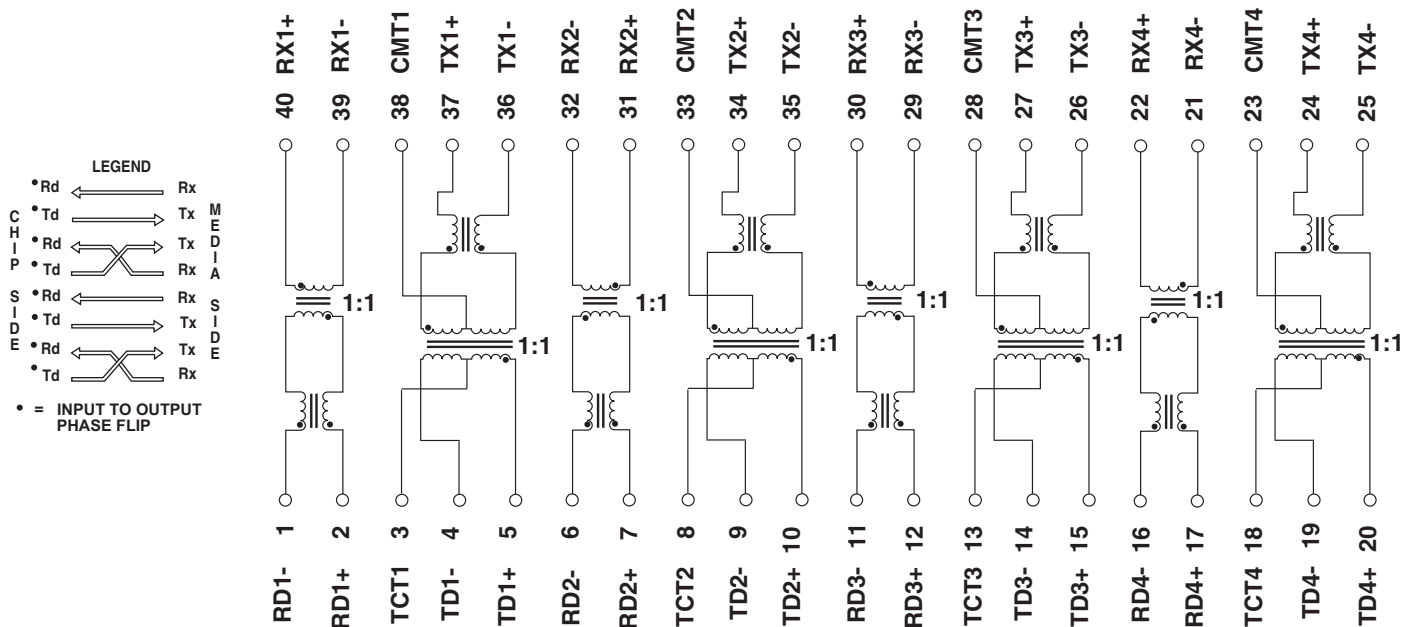 RX1+ RX1- CMT1 TX1+ TX1- RX2- RX2+ CMT2 TX2+ TX2- RX3+ RX3- CMT3 TX3+ TX3- RX4+ RX4- CMT4 TX4+ TX4-
40 39 38 37 36 32 31 33 34 35 30 29 28 27 26 22 21 23 24 25
LEGEND
•Rd Rx
•Td Tx
•Rd Tx
•Td Rx
•Rd Rx
•Td Tx
•Rd Tx
•Td Rx
CHIP SIDE
MEDIA SIDE
• = INPUT TO OUTPUT
PHASE FLIP
1:1 1:1 1:1 1:1
1:1 1:1 1:1 1:1
1 2 3 4 5 6 7 8 9 10 11 12 13 14 15 16 17 18 19 20
RD1- RD1+ TCT1 TD1- TD1+ RD2- RD2+ TCT2 TD2- TD2+ RD3- RD3+ TCT3 TD3- TD3+ RD4- RD4+ TCT4 TD4- TD4+